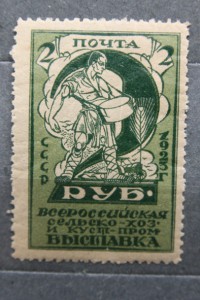 ПОЧТА
2 2
СССР 1923г
РУБ·
ВСЕРОССИЙСКАЯ
СЕЛЬСКО-ХОЗ·
И КУСТ-ПРОМ
ВЫСТАВКА